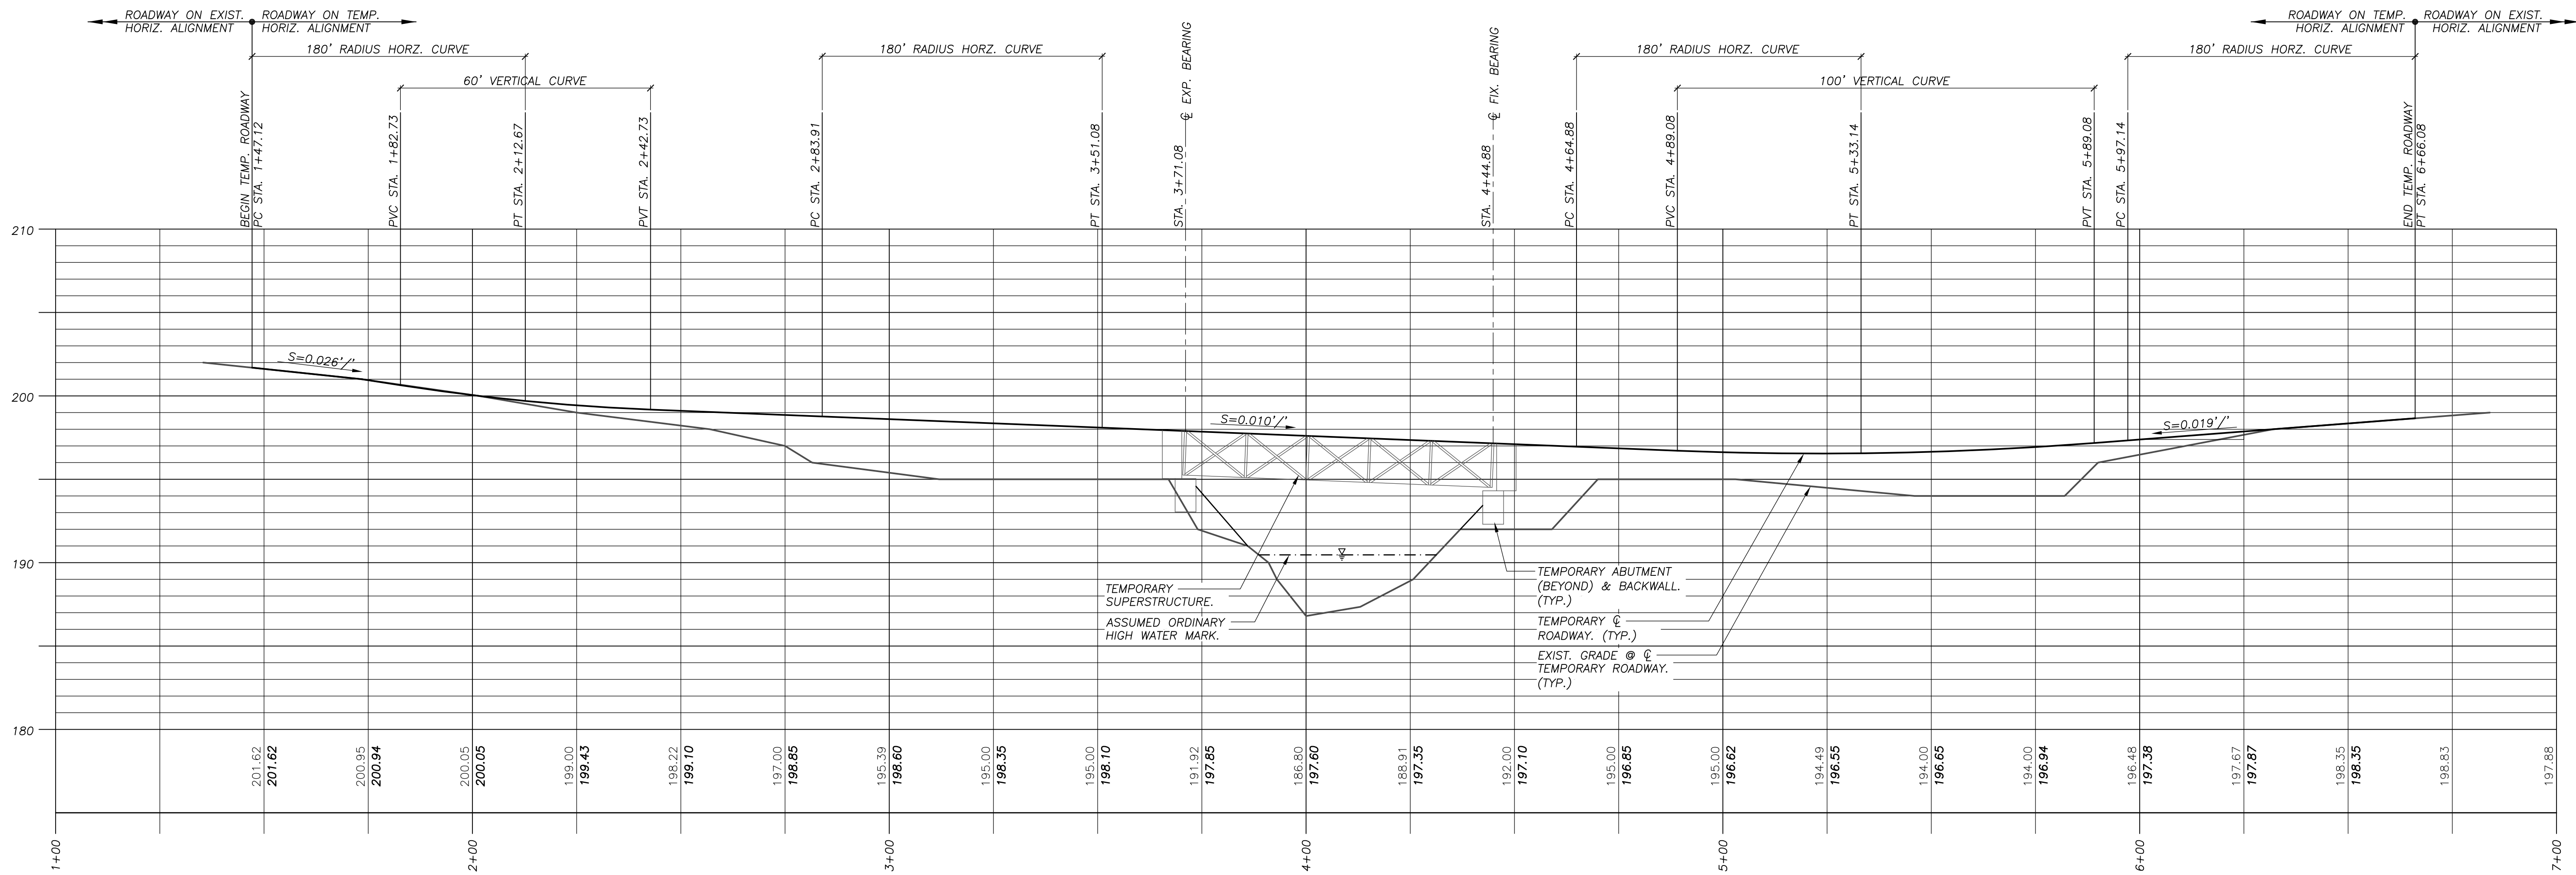 ROADWAY ON EXIST.
HORIZ. ALIGNMENT
ROADWAY ON TEMP.
HORIZ. ALIGNMENT
180' RADIUS HORZ. CURVE
60' VERTICAL CURVE
180' RADIUS HORZ. CURVE
180' RADIUS HORZ. CURVE
100' VERTICAL CURVE
ROADWAY ON TEMP.
HORIZ. ALIGNMENT
ROADWAY ON EXIST.
HORIZ. ALIGNMENT
180' RADIUS HORZ. CURVE
BEGIN TEMP. ROADWAY
PC STA. 1+47.12
PVC STA. 1+82.73
PT STA. 2+12.67
PVT STA. 2+42.73
PC STA. 2+83.91
PT STA. 3+51.08
STA. 3+71.08
℄ EXP. BEARING
STA. 4+44.88
℄ FIX. BEARING
PC STA. 4+64.88
PVC STA. 4+89.08
PT STA. 5+33.14
PVT STA. 5+89.08
PC STA. 5+97.14
END TEMP. ROADWAY
PT STA. 6+66.08
210
200
190
180
S=0.026'/'
S=0.010'/'
S=0.019'/'
TEMPORARY
SUPERSTRUCTURE.
ASSUMED ORDINARY
HIGH WATER MARK.
TEMPORARY ABUTMENT
(BEYOND) & BACKWALL.
(TYP.)
TEMPORARY ℄
ROADWAY. (TYP.)
EXIST. GRADE @ ℄
TEMPORARY ROADWAY.
(TYP.)
201.62
201.62
200.95
200.94
200.05
200.05
199.00
199.43
198.22
199.10
197.00
198.85
195.39
198.60
195.00
198.35
195.00
198.10
191.92
197.85
186.80
197.60
188.91
197.35
192.00
197.10
195.00
196.85
195.00
196.62
194.49
196.55
194.00
196.65
194.00
196.94
196.48
197.38
197.67
197.87
198.35
198.35
198.83
197.88
1+00
2+00
3+00
4+00
5+00
6+00
7+00